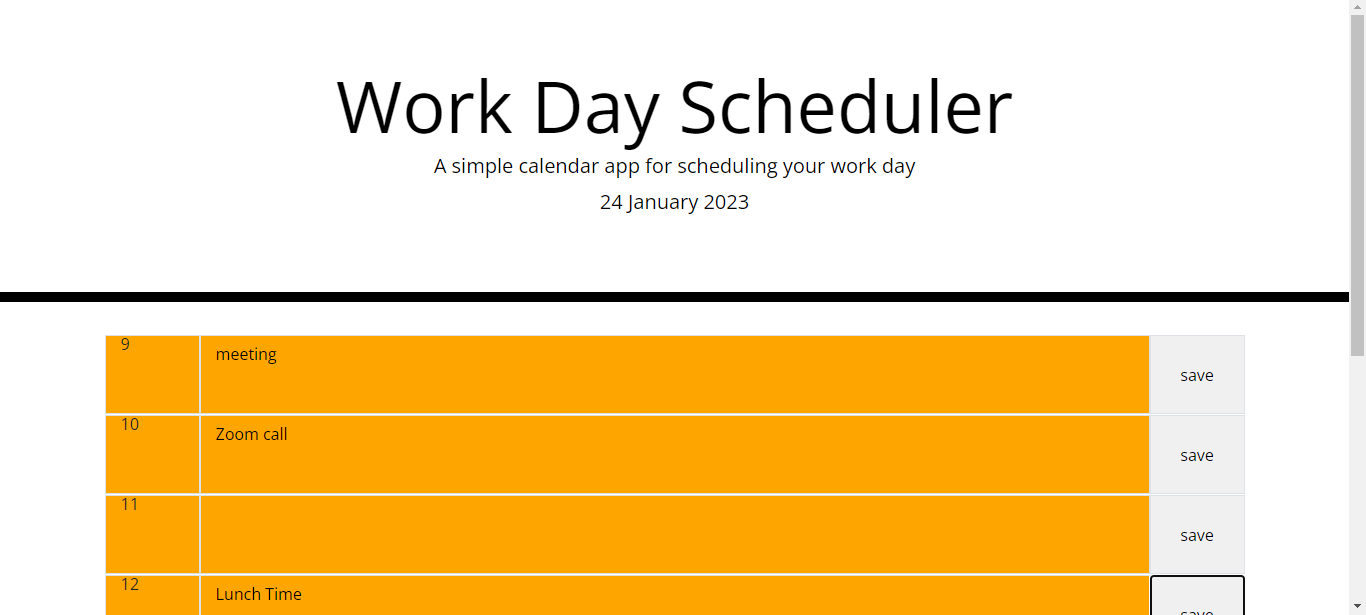 Work Day Scheduler
A simple calendar app for scheduling your work day
24 January 2023
9 meeting save
10 Zoom call save
11 save
12 Lunch Time save